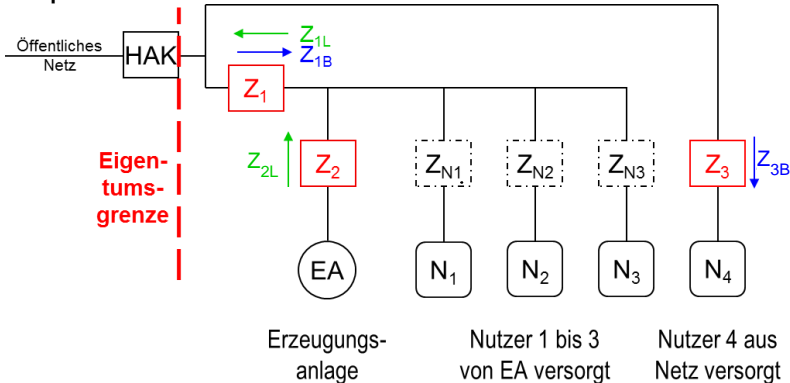 Öffentliches
Netz
HAK
Z1L
Z1B
Z1
Eigen-
tums-
grenze
Z2L
Z2
ZN1
ZN2
ZN3
Z3
Z3B
EA
N1
N2
N3
N4
Erzeugungs-
anlage
Nutzer 1 bis 3
von EA versorgt
Nutzer 4 aus
Netz versorgt